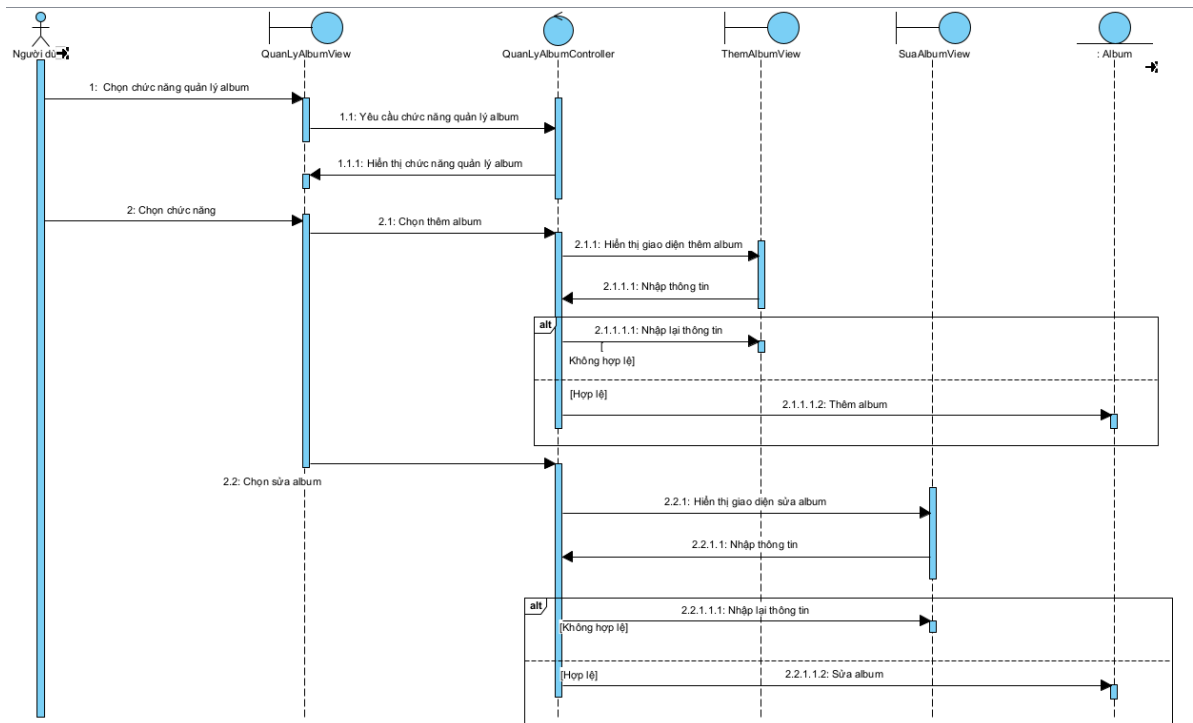 Người dù
QuanLyAlbumView
QuanLyAlbumController
ThemAlbumView
SuaAlbumView
: Album
1: Chọn chức năng quản lý album
1.1: Yêu cầu chức năng quản lý album
1.1.1: Hiển thị chức năng quản lý album
2: Chọn chức năng
2.1: Chọn thêm album
2.1.1: Hiển thị giao diện thêm album
2.1.1.1: Nhập thông tin
alt
2.1.1.1.1: Nhập lại thông tin
[
Không hợp lệ]
[Hợp lệ]
2.1.1.1.2: Thêm album
2.2: Chọn sửa album
2.2.1: Hiển thị giao diện sửa album
2.2.1.1: Nhập thông tin
alt
2.2.1.1.1: Nhập lại thông tin
[Không hợp lệ]
[Hợp lệ]
2.2.1.1.2: Sửa album